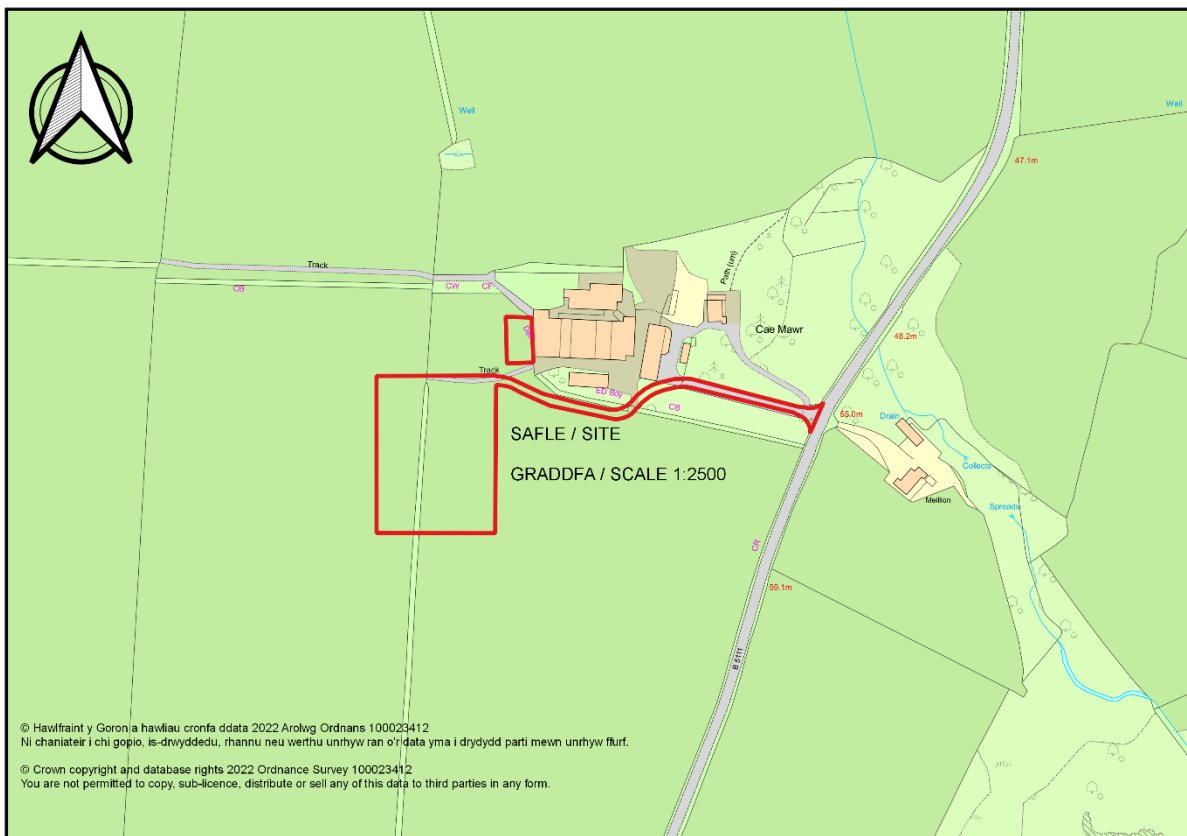 Well
Well
47.1m
Track
CB
CW
CF
Path (um)
Def
Cae Mawr
48.2m
Track
ED Bdy
CB
55.0m
SAFLE / SITE
Drain
GRADDFA / SCALE 1:2500
Collects
Meillion
Spreads
CR
59.1m
B 5111
© Hawlfraint y Goron a hawliau cronfa ddata 2022 Arolwg Ordnans 100023412
Ni chaniateir i chi gopio, is-drwyddedu, rhannu neu werthu unrhyw ran o'r data yma i drydydd parti mewn unrhyw ffurf.
© Crown copyright and database rights 2022 Ordnance Survey 100023412
You are not permitted to copy, sub-licence, distribute or sell any of this data to third parties in any form.